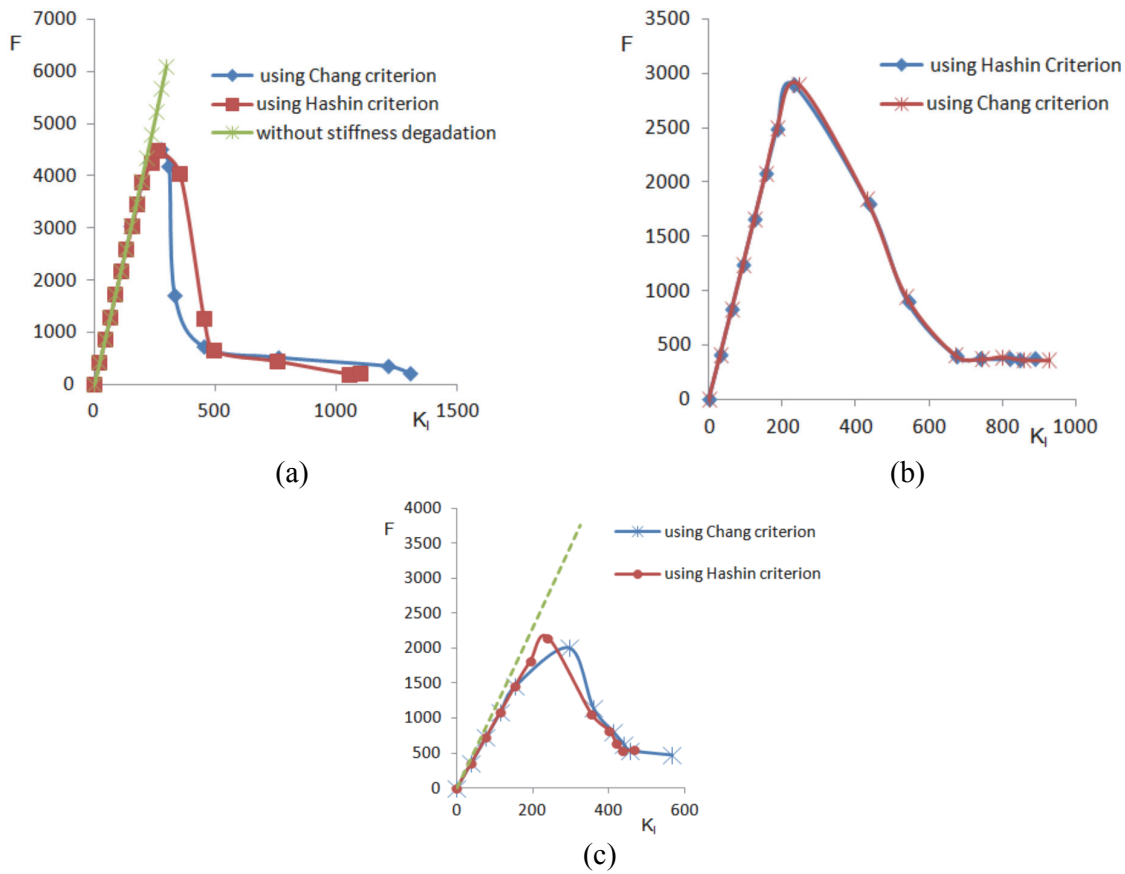 F
7000
6000
5000
4000
3000
2000
1000
0
0
500
1000
1500
K_I
using Chang criterion
using Hashin criterion
without stiffness degadation
(a)
F
3500
3000
2500
2000
1500
1000
500
0
0
200
400
600
800
1000
K_I
using Hashin Criterion
using Chang criterion
(b)
F
4000
3500
3000
2500
2000
1500
1000
500
0
0
200
400
600
K_I
using Chang criterion
using Hashin criterion
(c)